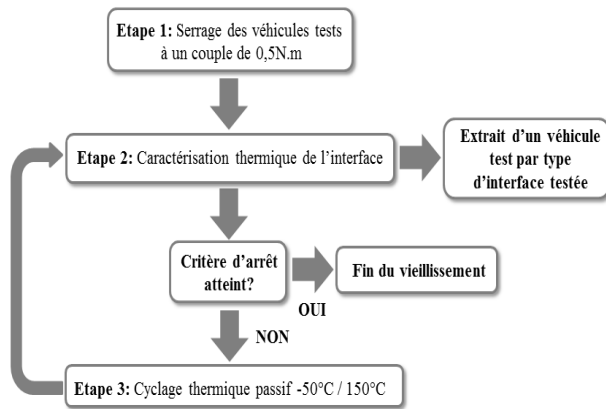 Etape 1: Serrage des véhicules tests
à un couple de 0,5N.m
Etape 2: Caractérisation thermique de l'interface
Extrait d'un véhicule
test par type
d'interface testée
Critère d'arrêt
atteint?
Fin du vieillissement
OUI
NON
Etape 3: Cyclage thermique passif -50°C / 150°C